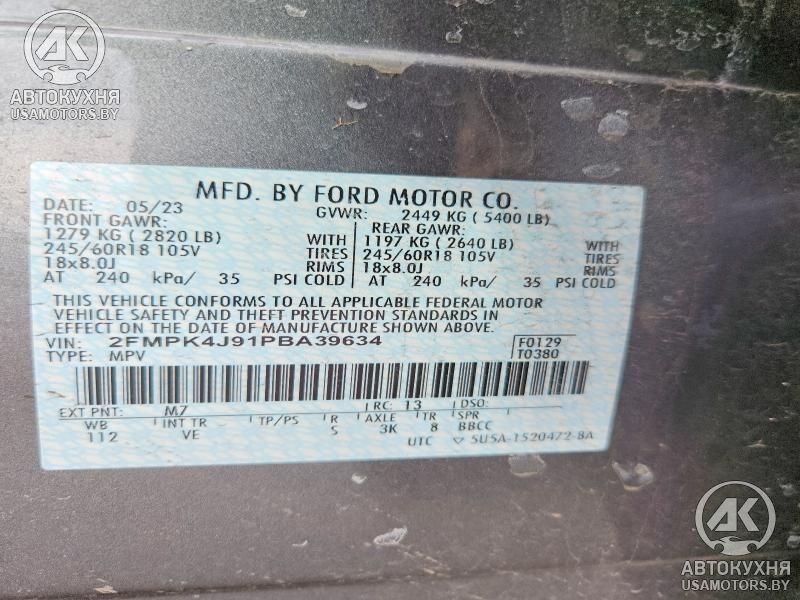 AK
АВТОКУХНЯ
USAMOTORS.BY
MFD. BY FORD MOTOR CO.
DATE: 05/23 GVWR: 2449 KG ( 5400 LB)
FRONT GAWR: REAR GAWR:
1279 KG ( 2820 LB) WITH 1197 KG ( 2640 LB) WITH
245/60R18 105V TIRES 245/60R18 105V TIRES
18x8.0J RIMS 18x8.0J RIMS
AT 240 kPa/ 35 PSI COLD AT 240 kPa/ 35 PSI COLD
THIS VEHICLE CONFORMS TO ALL APPLICABLE FEDERAL MOTOR
VEHICLE SAFETY AND THEFT PREVENTION STANDARDS IN
EFFECT ON THE DATE OF MANUFACTURE SHOWN ABOVE.
VIN: 2FMPK4J91PBA39634 F0129
TYPE: MPV T0380
EXT PNT: M7 RC: 13 DSO:
WB INT TR TP/PS R AXLE TR SPR
112 VE S 3K 8 BBCC
UTC ▽ 5U5A-1520472-BA
AK
АВТОКУХНЯ
USAMOTORS.BY